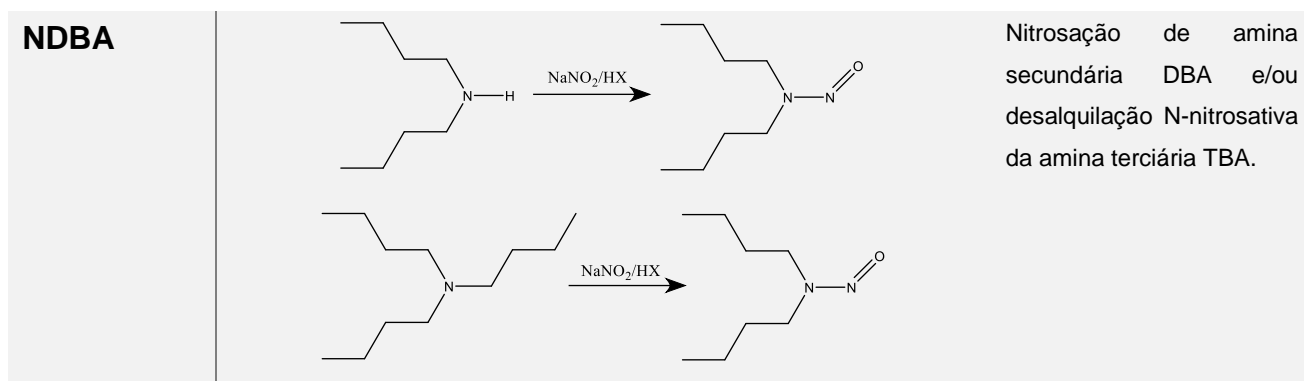 NDBA
NaNO2/HX
N
H
N
N
O
Nitrosação de amina
secundária DBA e/ou
desalquilação N-nitrosativa
da amina terciária TBA.
NaNO2/HX
N
N
N
O